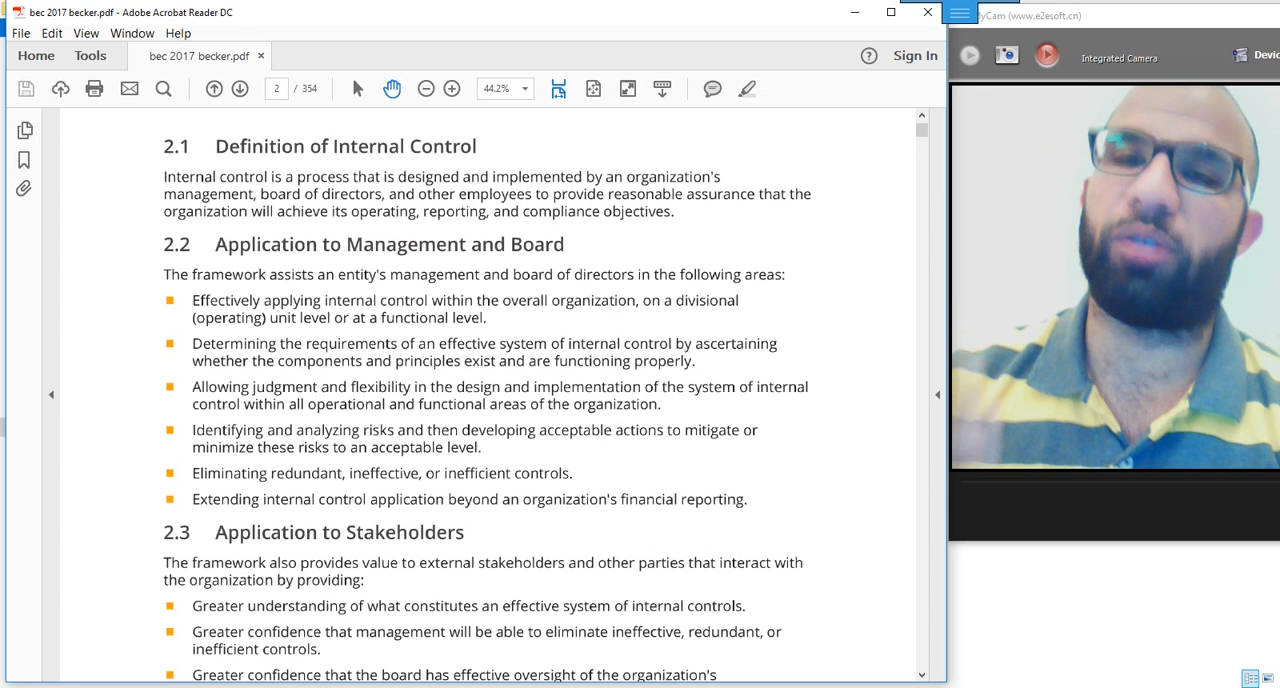 bec 2017 becker.pdf - Adobe Acrobat Reader DC
File Edit View Window Help
Home Tools bec 2017 becker.pdf × Sign In
2 / 354 44.2%
2.1 Definition of Internal Control
Internal control is a process that is designed and implemented by an organization's
management, board of directors, and other employees to provide reasonable assurance that the
organization will achieve its operating, reporting, and compliance objectives.
2.2 Application to Management and Board
The framework assists an entity's management and board of directors in the following areas:
Effectively applying internal control within the overall organization, on a divisional
(operating) unit level or at a functional level.
Determining the requirements of an effective system of internal control by ascertaining
whether the components and principles exist and are functioning properly.
Allowing judgment and flexibility in the design and implementation of the system of internal
control within all operational and functional areas of the organization.
Identifying and analyzing risks and then developing acceptable actions to mitigate or
minimize these risks to an acceptable level.
Eliminating redundant, ineffective, or inefficient controls.
Extending internal control application beyond an organization's financial reporting.
2.3 Application to Stakeholders
The framework also provides value to external stakeholders and other parties that interact with
the organization by providing:
Greater understanding of what constitutes an effective system of internal controls.
Greater confidence that management will be able to eliminate ineffective, redundant, or
inefficient controls.
Greater confidence that the board has effective oversight of the organization's
yCam (www.e2esoft.cn)
Integrated Camera